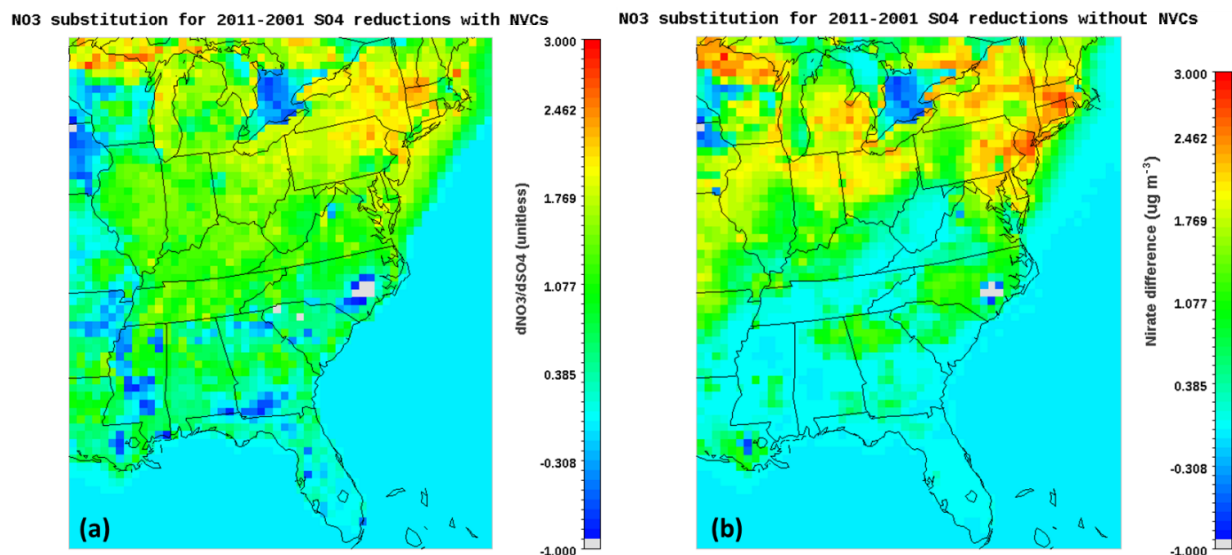 NO3 substitution for 2011-2001 SO4 reductions with NVCs
3.000
2.462
1.769
1.077
0.385
-0.308
-1.000
dNO3/dSO4 (unitless)
(a)
NO3 substitution for 2011-2001 SO4 reductions without NVCs
3.000
2.462
1.769
1.077
0.385
-0.308
-1.000
Nirate difference (ug m-3)
(b)